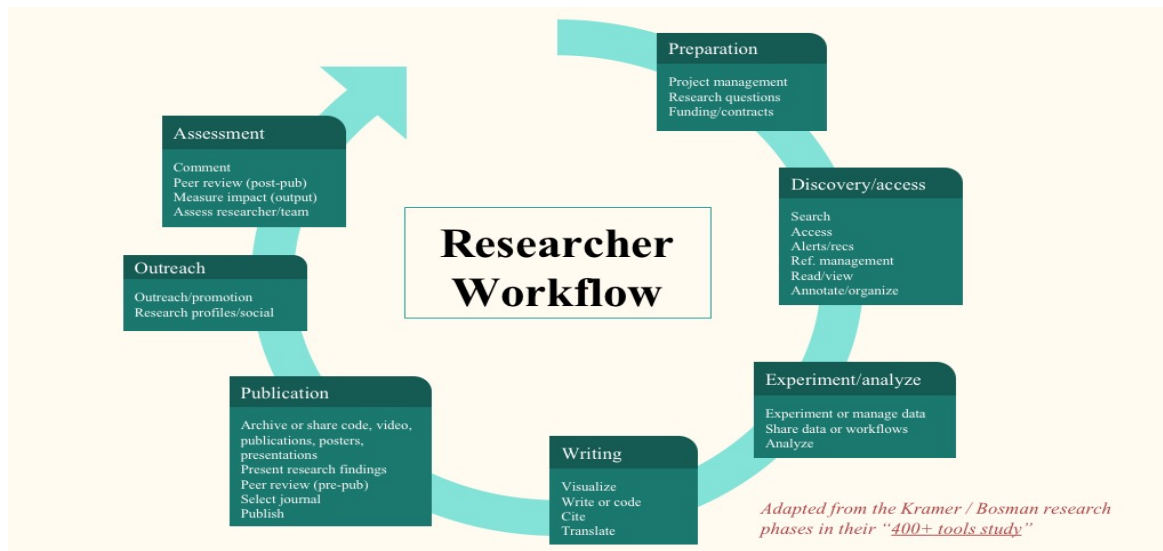 Preparation
Project management
Research questions
Funding/contracts
Discovery/access
Search
Access
Alerts/recs
Ref. management
Read/view
Annotate/organize
Experiment/analyze
Experiment or manage data
Share data or workflows
Analyze
Writing
Visualize
Write or code
Cite
Translate
Publication
Archive or share code, video,
publications, posters,
presentations
Present research findings
Peer review (pre-pub)
Select journal
Publish
Outreach
Outreach/promotion
Research profiles/social
Assessment
Comment
Peer review (post-pub)
Measure impact (output)
Assess researcher/team
Researcher
Workflow
Adapted from the Kramer / Bosman research
phases in their “400+ tools study”